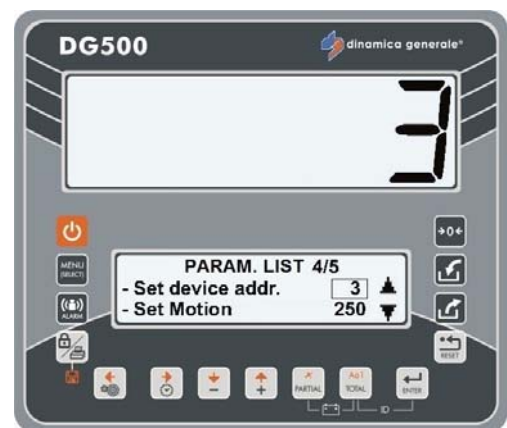 DG500
dinamica generale®
3
PARAM. LIST 4/5
- Set device addr. 3
- Set Motion 250
MENU
(SELECT)
ALARM
→0←
RESET
- +
PARTIAL TOTAL ENTER
ID